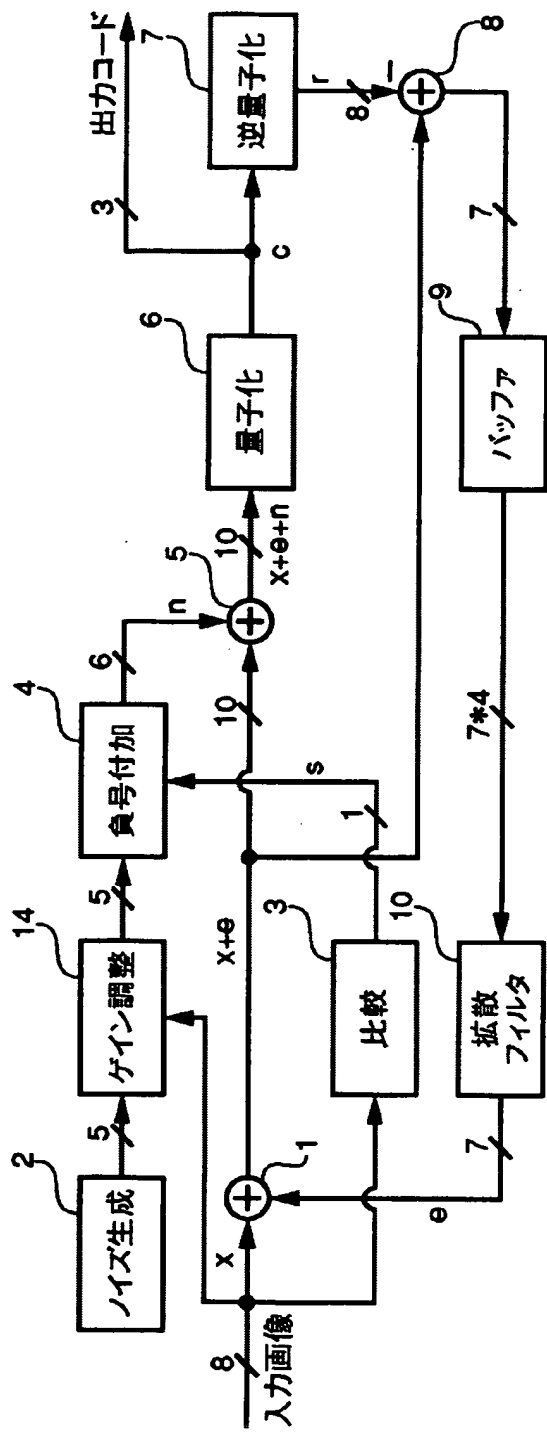 2
ノイズ生成
5
14
ゲイン調整
5
4
負号付加
6
n
8
入力画像
x
1
x+e
10
5
10
x+e+n
6
量子化
c
3
出力コード
7
逆量子化
r
8
−
8
3
比較
1
s
e
7
10
拡散
フィルタ
7*4
9
バッファ
7